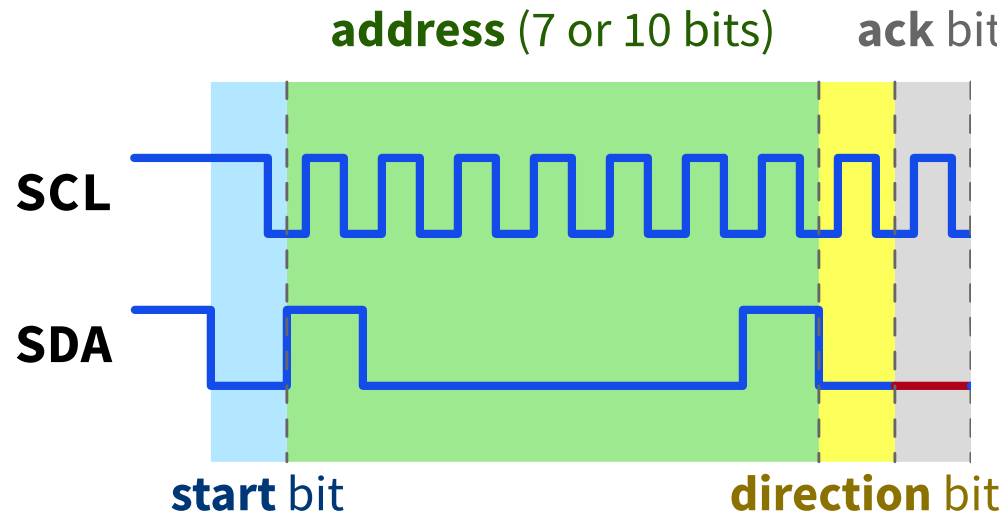 address (7 or 10 bits)
ack bit
SCL
SDA
start bit
direction bit